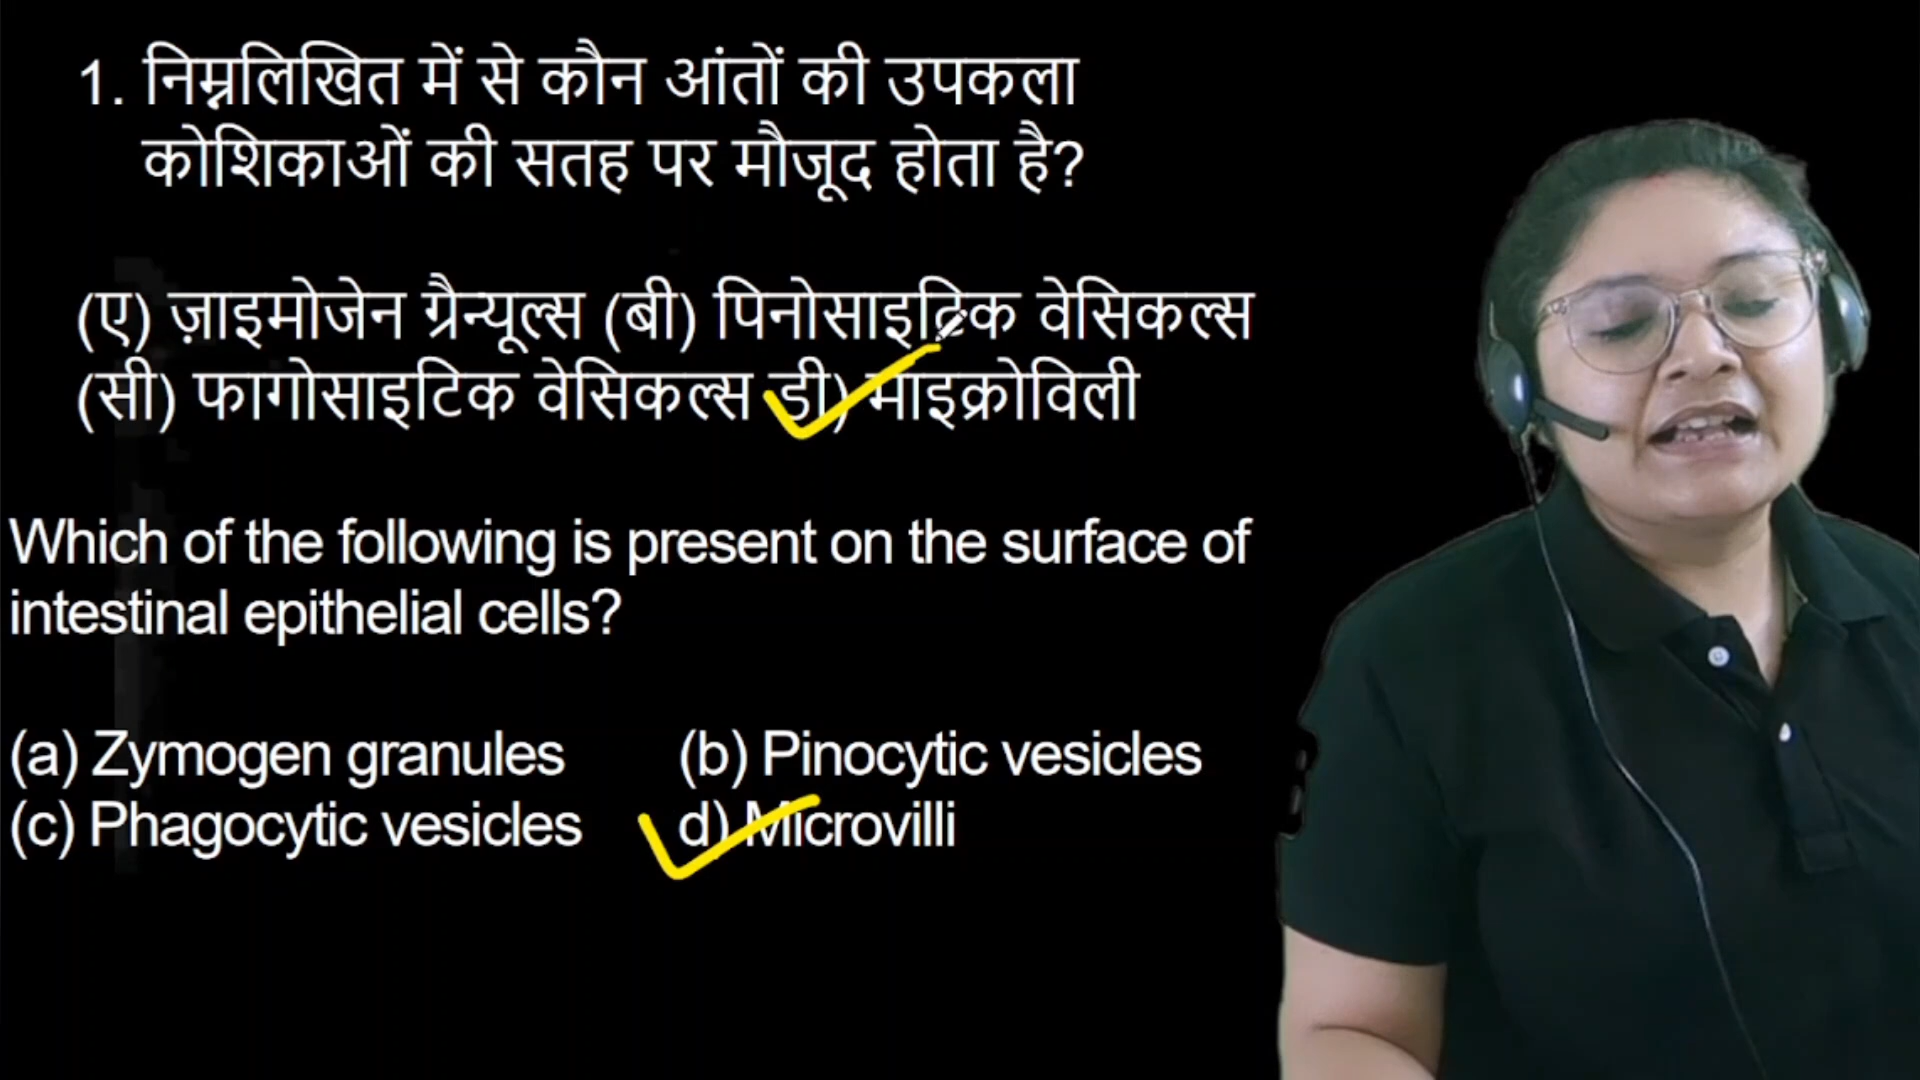 1. निम्नलिखित में से कौन आंतों की उपकला
कोशिकाओं की सतह पर मौजूद होता है?
(ए) ज़ाइमोजेन ग्रैन्यूल्स (बी) पिनोसाइटिक वेसिकल्स
(सी) फागोसाइटिक वेसिकल्स डी) माइक्रोविली
Which of the following is present on the surface of
intestinal epithelial cells?
(a) Zymogen granules (b) Pinocytic vesicles
(c) Phagocytic vesicles d) Microvilli